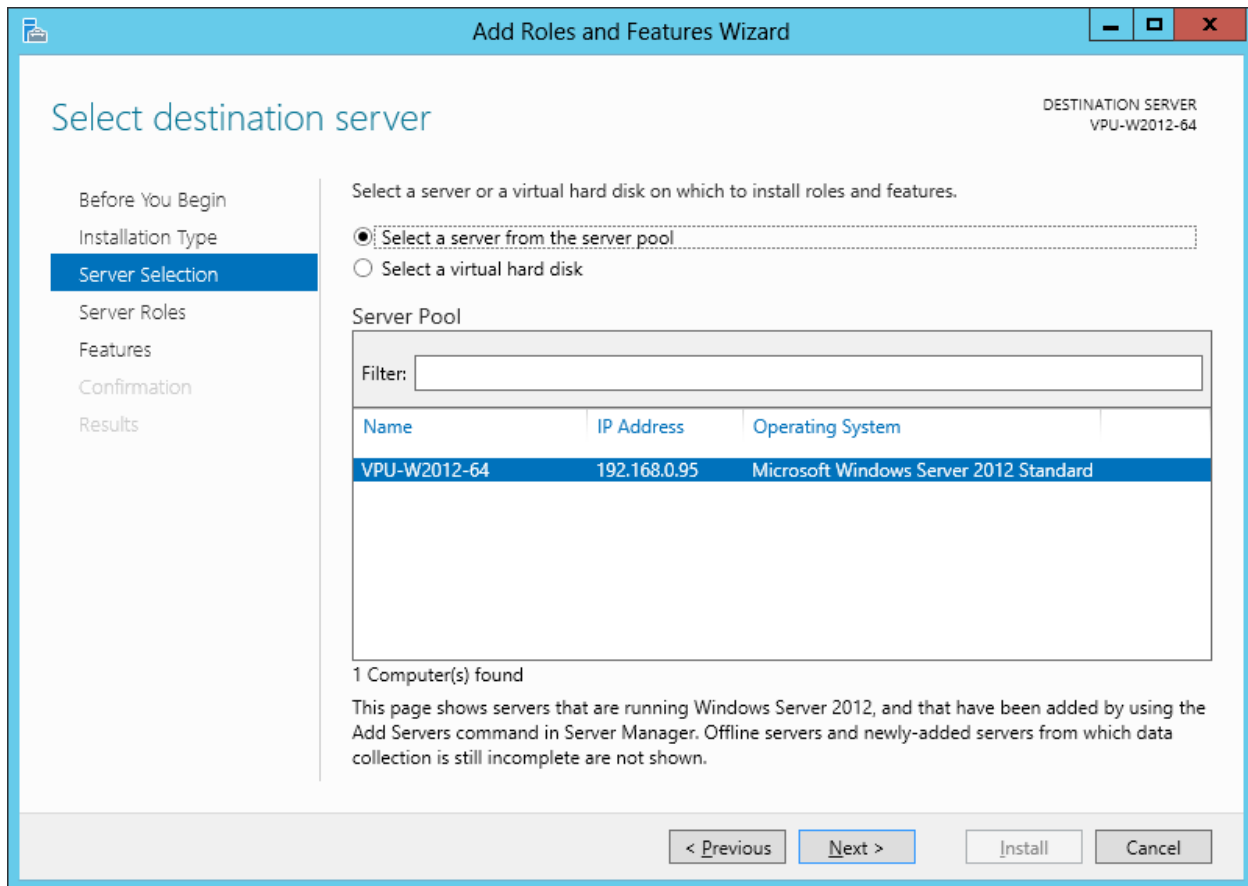 Add Roles and Features Wizard
Select destination server
DESTINATION SERVER
VPU-W2012-64
Before You Begin
Installation Type
Server Selection
Server Roles
Features
Confirmation
Results
Select a server or a virtual hard disk on which to install roles and features.
Select a server from the server pool
Select a virtual hard disk
Server Pool
Filter:
Name IP Address Operating System
VPU-W2012-64 192.168.0.95 Microsoft Windows Server 2012 Standard
1 Computer(s) found
This page shows servers that are running Windows Server 2012, and that have been added by using the
Add Servers command in Server Manager. Offline servers and newly-added servers from which data
collection is still incomplete are not shown.
< Previous Next > Install Cancel